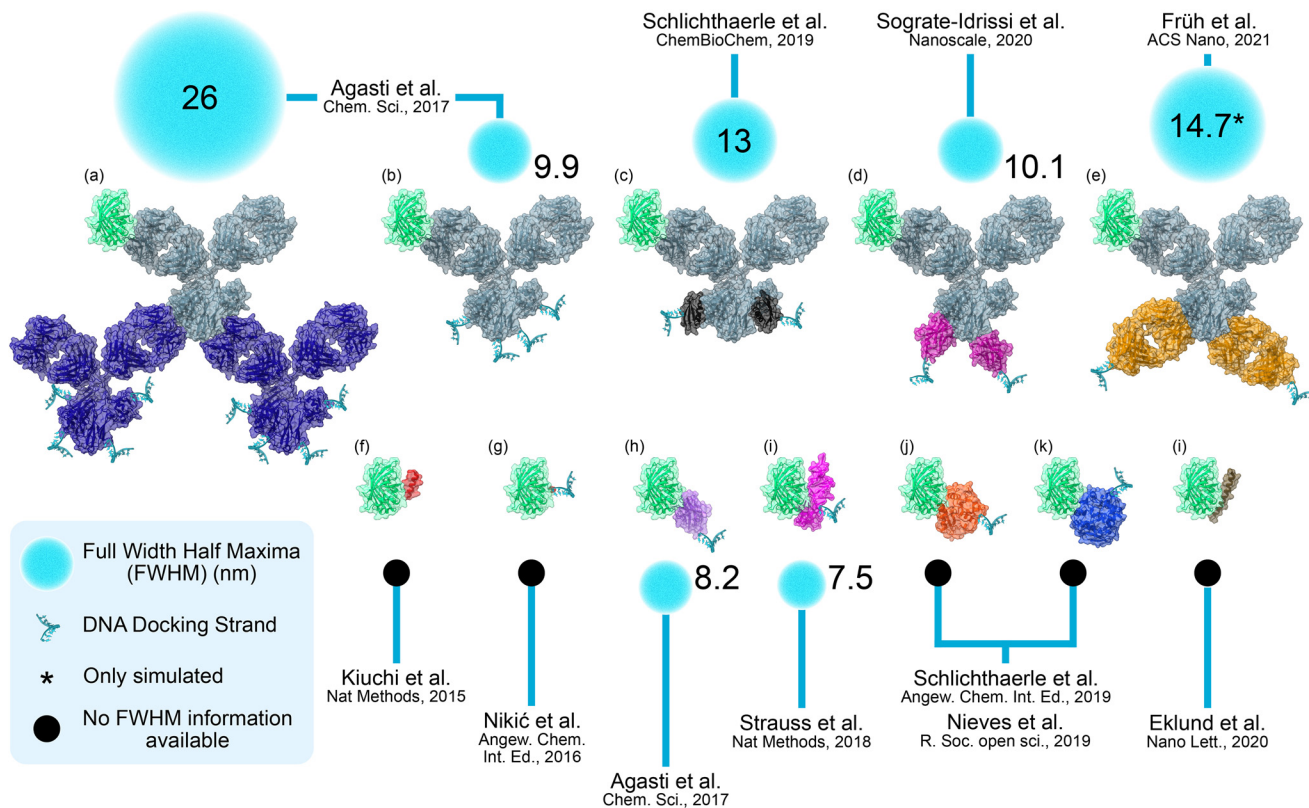 26
Agasti et al.
Chem. Sci., 2017
9.9
Schlichthaerle et al.
ChemBioChem, 2019
13
Sograte-Idrissi et al.
Nanoscale, 2020
10.1
Früh et al.
ACS Nano, 2021
14.7*
(a)
(b)
(c)
(d)
(e)
(f)
(g)
(h)
(i)
(j)
(k)
(i)
8.2
7.5
Kiuchi et al.
Nat Methods, 2015
Nikić et al.
Angew. Chem.
Int. Ed., 2016
Agasti et al.
Chem. Sci., 2017
Strauss et al.
Nat Methods, 2018
Schlichthaerle et al.
Angew. Chem. Int. Ed., 2019
Nieves et al.
R. Soc. open sci., 2019
Eklund et al.
Nano Lett., 2020
Full Width Half Maxima
(FWHM) (nm)
DNA Docking Strand
* Only simulated
No FWHM information
available